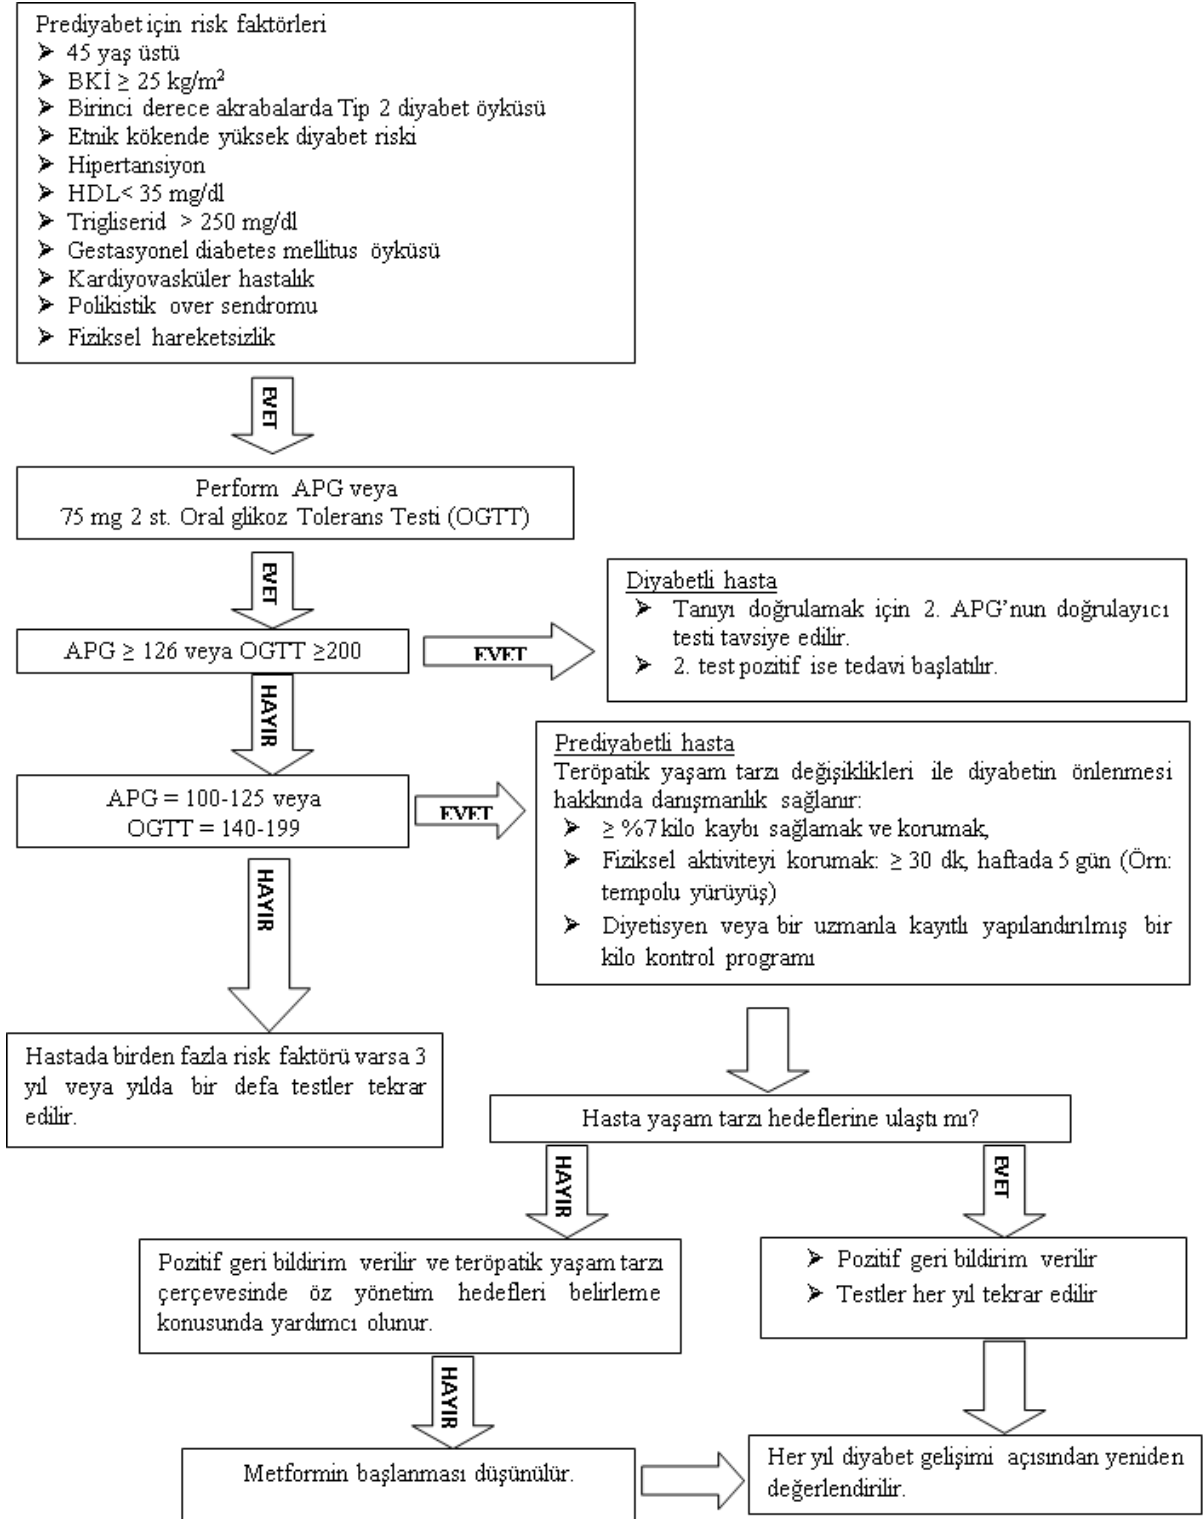 Prediyabet için risk faktörleri
➤ 45 yaş üstü
➤ BKİ ≥ 25 kg/m²
➤ Birinci derece akrabalarda Tip 2 diyabet öyküsü
➤ Etnik kökende yüksek diyabet riski
➤ Hipertansiyon
➤ HDL< 35 mg/dl
➤ Trigliserid > 250 mg/dl
➤ Gestasyonel diabetes mellitus öyküsü
➤ Kardiyovasküler hastalık
➤ Polikistik over sendromu
➤ Fiziksel hareketsizlik
EVET
Perform APG veya
75 mg 2 st. Oral glikoz Tolerans Testi (OGTT)
EVET
APG ≥ 126 veya OGTT ≥200
EVET
Diyabetli hasta
➤ Tanıyı doğrulamak için 2. APG’nun doğrulayıcı
testi tavsiye edilir.
➤ 2. test pozitif ise tedavi başlatılır.
HAYIR
APG = 100-125 veya
OGTT = 140-199
EVET
Prediyabetli hasta
Teröpatik yaşam tarzı değişiklikleri ile diyabetin önlenmesi
hakkında danışmanlık sağlanır:
➤ ≥ %7 kilo kaybı sağlamak ve korumak,
➤ Fiziksel aktiviteyi korumak: ≥ 30 dk, haftada 5 gün (Örn:
tempolu yürüyüş)
➤ Diyetisyen veya bir uzmanla kayıtlı yapılandırılmış bir
kilo kontrol programı
HAYIR
Hastada birden fazla risk faktörü varsa 3
yıl veya yılda bir defa testler tekrar
edilir.
Hasta yaşam tarzı hedeflerine ulaştı mı?
HAYIR
EVET
Pozitif geri bildirim verilir ve teröpatik yaşam tarzı
çerçevesinde öz yönetim hedefleri belirleme
konusunda yardımcı olunur.
➤ Pozitif geri bildirim verilir
➤ Testler her yıl tekrar edilir
HAYIR
Metformin başlanması düşünülür.
Her yıl diyabet gelişimi açısından yeniden
değerlendirilir.